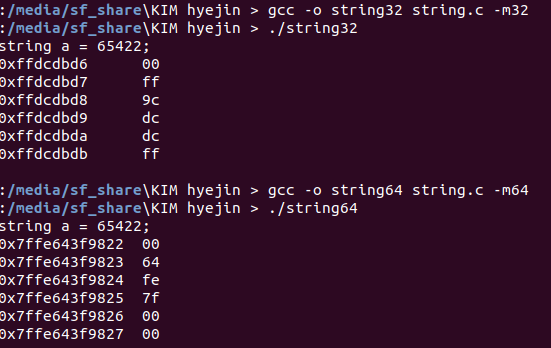 :/media/sf_share\KIM hyejin > gcc -o string32 string.c -m32
:/media/sf_share\KIM hyejin > ./string32
string a = 65422;
0xffdcdbd6 00
0xffdcdbd7 ff
0xffdcdbd8 9c
0xffdcdbd9 dc
0xffdcdbda dc
0xffdcdbdb ff
:/media/sf_share\KIM hyejin > gcc -o string64 string.c -m64
:/media/sf_share\KIM hyejin > ./string64
string a = 65422;
0x7ffe643f9822 00
0x7ffe643f9823 64
0x7ffe643f9824 fe
0x7ffe643f9825 7f
0x7ffe643f9826 00
0x7ffe643f9827 00